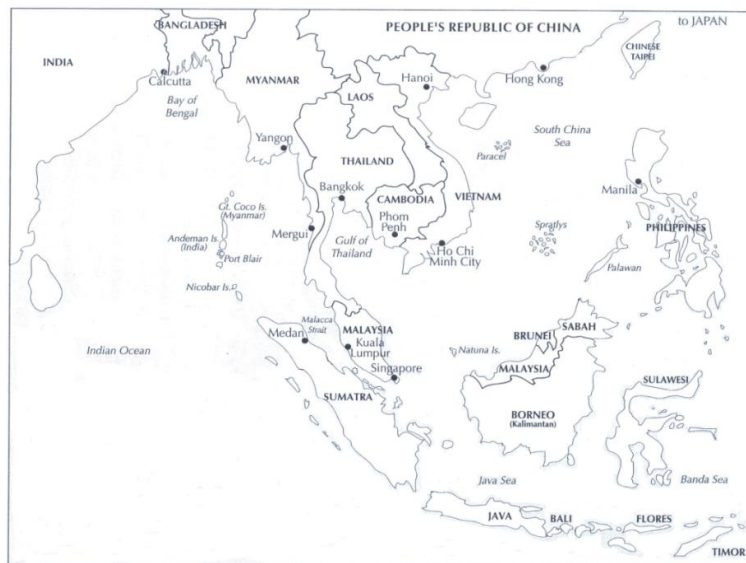 BANGLADESH
PEOPLE'S REPUBLIC OF CHINA
to JAPAN
INDIA
CHINESE
TAIPEI
Calcutta
MYANMAR
Hanoi
Hong Kong
Bay of
Bengal
LAOS
South China
Sea
Yangon
THAILAND
Paracel
Bangkok
CAMBODIA
VIETNAM
Manila
Gt. Coco Is.
(Myanmar)
Phom
Penh
Mergui
Andeman Is.
(India)
Gulf of
Thailand
Ho Chi
Minh City
Spratlys
PHILIPPINES
Port Blair
Palawan
Nicobar Is.
Malacca
Strait
Medan
MALAYSIA
Kuala
Lumpur
BRUNEI
SABAH
Natuna Is.
Indian Ocean
MALAYSIA
Singapore
SULAWESI
SUMATRA
BORNEO
(Kalimantan)
Java Sea
Banda Sea
JAVA
BALI
FLORES
TIMOR